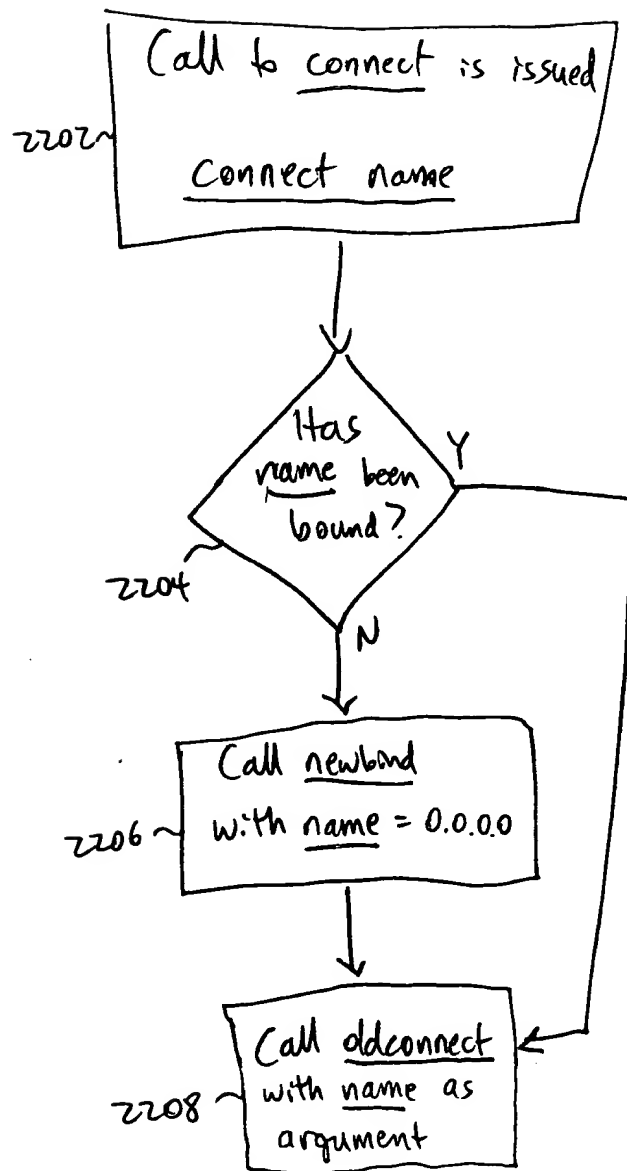 Call to connect is issued
2202
connect name
Has
name been
bound?
Y
2204
N
Call newbind
with name = 0.0.0.0
2206
Call oldconnect
with name as
2208
argument